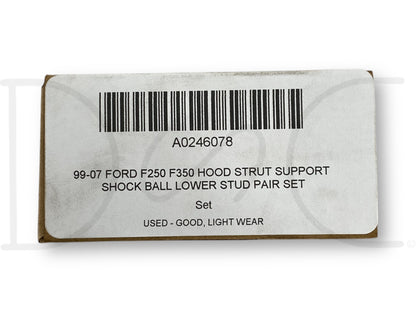 A0246078
99-07 FORD F250 F350 HOOD STRUT SUPPORT
SHOCK BALL LOWER STUD PAIR SET
Set
USED - GOOD, LIGHT WEAR